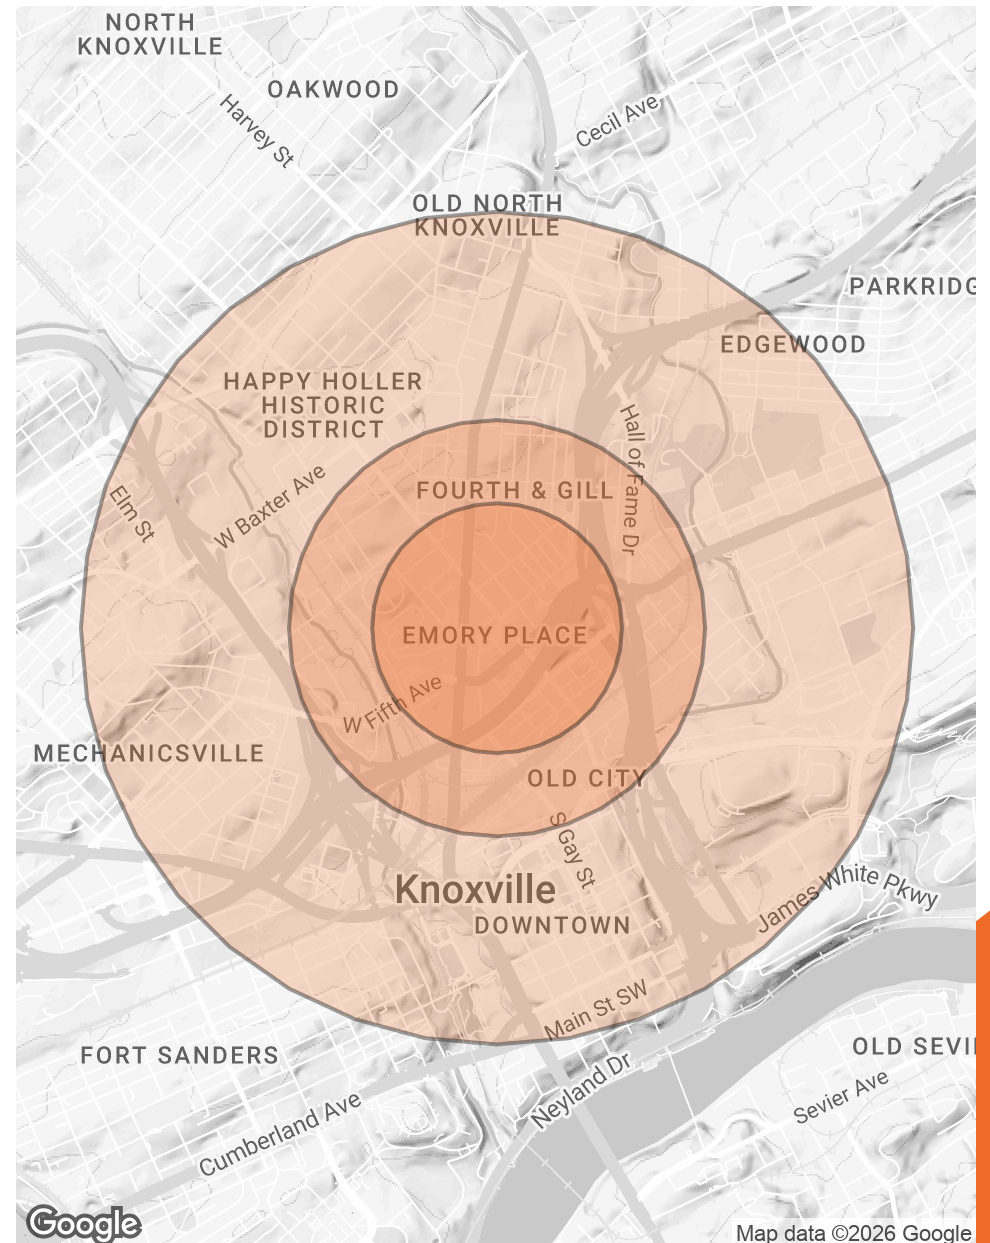 NORTH
KNOXVILLE
OAKWOOD
Harvey St
Cecil Ave
OLD NORTH
KNOXVILLE
PARKRIDG
EDGEWOOD
HAPPY HOLLER
HISTORIC
DISTRICT
Hall of Fame Dr
FOURTH & GILL
W Baxter Ave
Elm St
EMORY PLACE
W Fifth Ave
MECHANICSVILLE
OLD CITY
S Gay St
Knoxville
DOWNTOWN
James White Pkwy
Main St SW
FORT SANDERS
OLD SEVI
Neyland Dr
Sevier Ave
Cumberland Ave
Google
Map data ©2026 Google